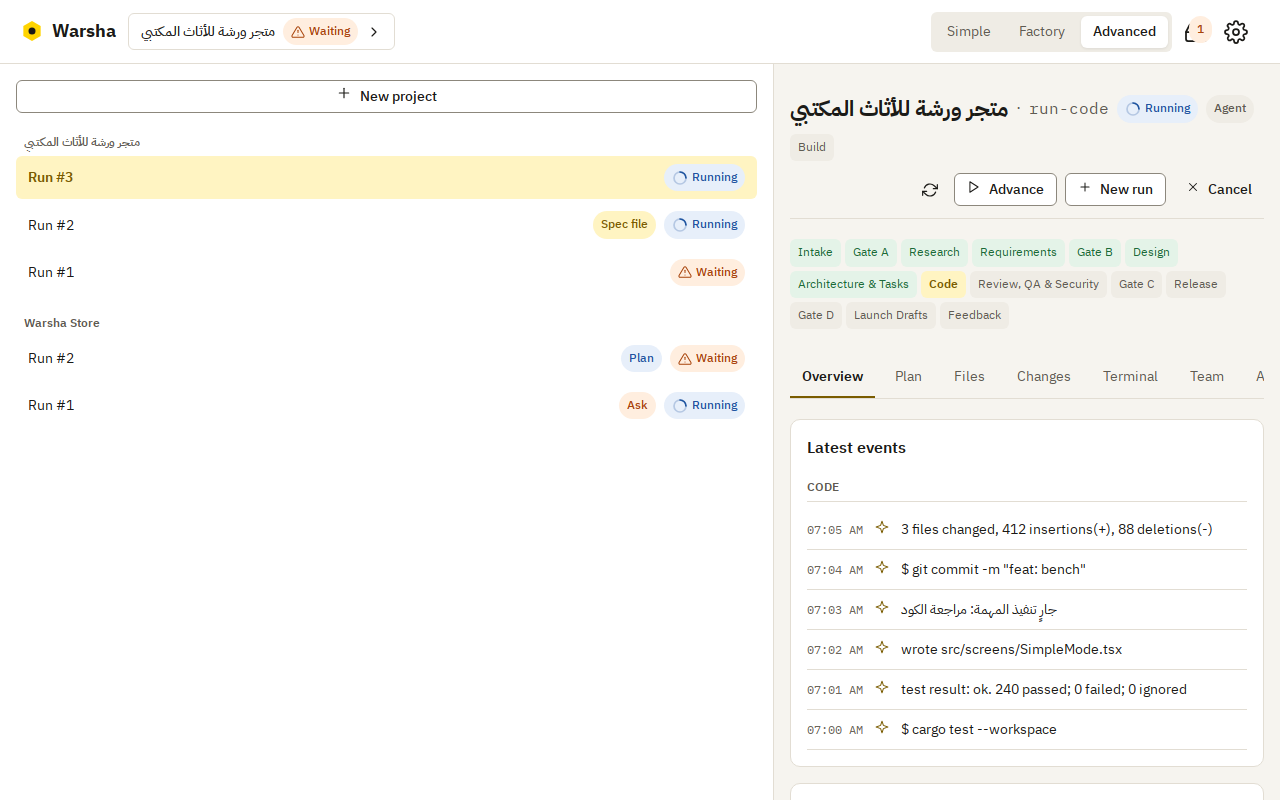 Warsha
متجر ورشة للأثاث المكتبي Waiting
Simple Factory Advanced 1
New project
متجر ورشة للأثاث المكتبي
Run #3 Running
Run #2 Spec file Running
Run #1 Waiting
Warsha Store
Run #2 Plan Waiting
Run #1 Ask Running
متجر ورشة للأثاث المكتبي · run-code Running Agent
Build
Advance New run Cancel
Intake Gate A Research Requirements Gate B Design
Architecture & Tasks Code Review, QA & Security Gate C Release
Gate D Launch Drafts Feedback
Overview Plan Files Changes Terminal Team A
Latest events
CODE
07:05 AM 3 files changed, 412 insertions(+), 88 deletions(-)
07:04 AM $ git commit -m "feat: bench"
07:03 AM جارٍ تنفيذ المهمة: مراجعة الكود
07:02 AM wrote src/screens/SimpleMode.tsx
07:01 AM test result: ok. 240 passed; 0 failed; 0 ignored
07:00 AM $ cargo test --workspace